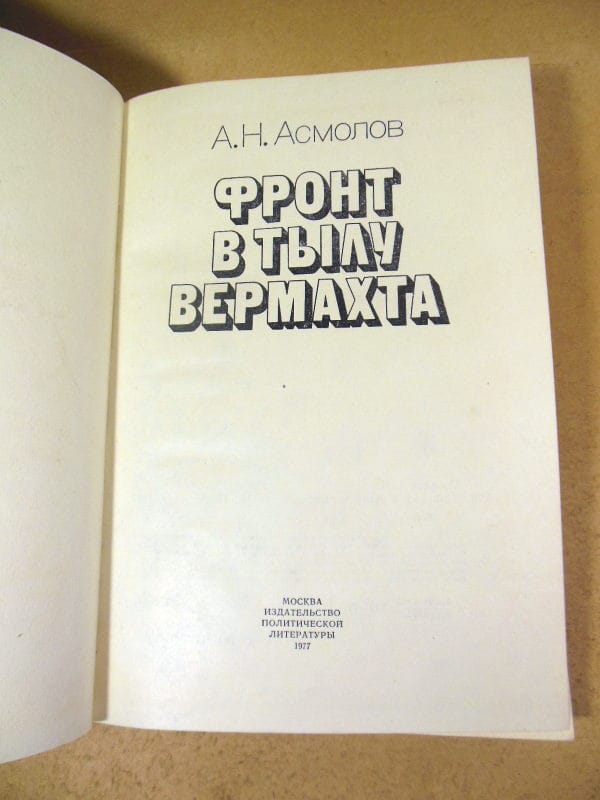 А.Н. Асмолов
ФРОНТ
В ТЫЛУ
ВЕРМАХТА
МОСКВА
ИЗДАТЕЛЬСТВО
ПОЛИТИЧЕСКОЙ
ЛИТЕРАТУРЫ
1977